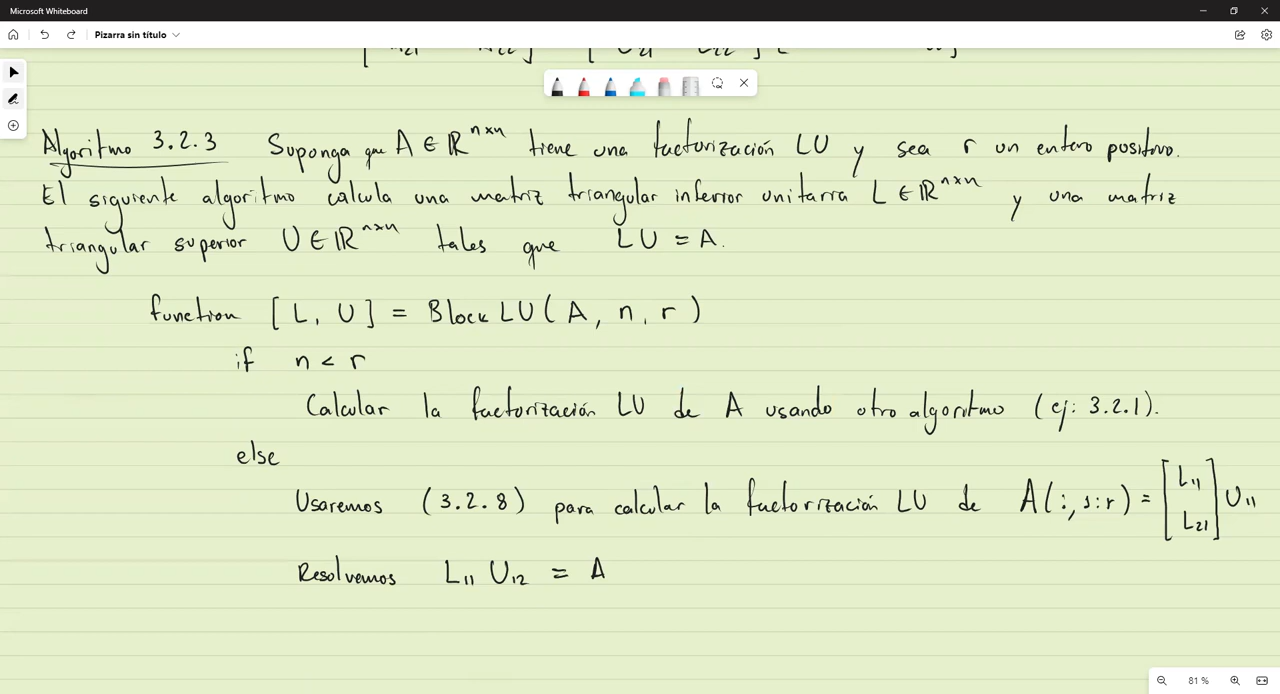 Microsoft Whiteboard
Pizarra sin título
Algoritmo 3.2.3 Suponga que A ∈ ℝ^{n×n} tiene una factorización LU y sea r un entero positivo.
El siguiente algoritmo calcula una matriz triangular inferior unitaria L ∈ ℝ^{n×n} y una matriz
triangular superior U ∈ ℝ^{n×n} tales que LU = A.
function [L, U] = Block LU(A, n, r)
if n < r
Calcular la factorización LU de A usando otro algoritmo (ej: 3.2.1).
else
Usaremos (3.2.8) para calcular la factorización LU de A(:, s:r) = [L₁₁ L₂₁] U₁₁
Resolvemos L₁₁ U₁₂ = A
81 %